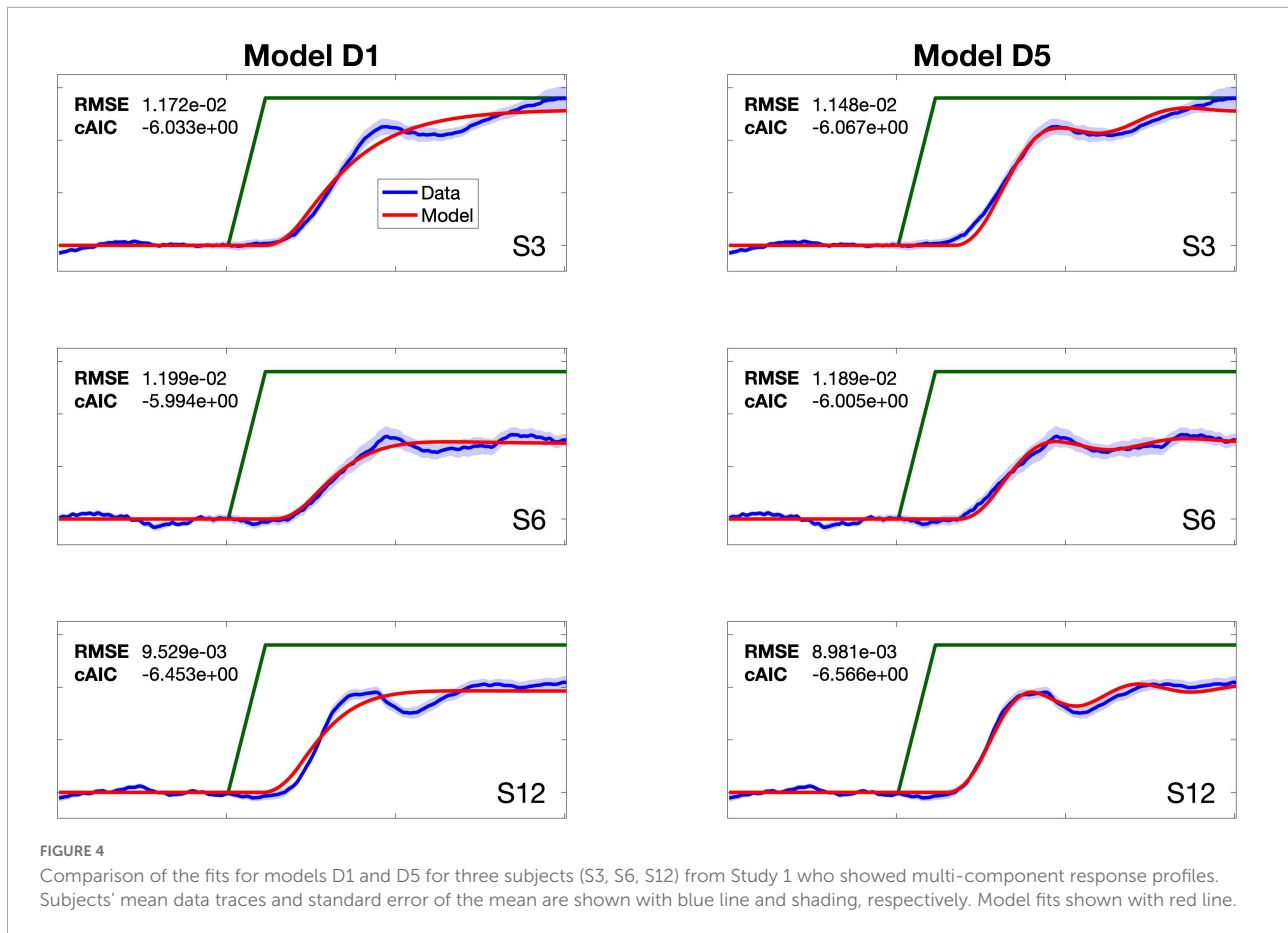 Model D1
Model D5
RMSE 1.172e-02
cAIC -6.033e+00
Data
Model
S3
RMSE 1.148e-02
cAIC -6.067e+00
S3
RMSE 1.199e-02
cAIC -5.994e+00
S6
RMSE 1.189e-02
cAIC -6.005e+00
S6
RMSE 9.529e-03
cAIC -6.453e+00
S12
RMSE 8.981e-03
cAIC -6.566e+00
S12
FIGURE 4
Comparison of the fits for models D1 and D5 for three subjects (S3, S6, S12) from Study 1 who showed multi-component response profiles.
Subjects' mean data traces and standard error of the mean are shown with blue line and shading, respectively. Model fits shown with red line.